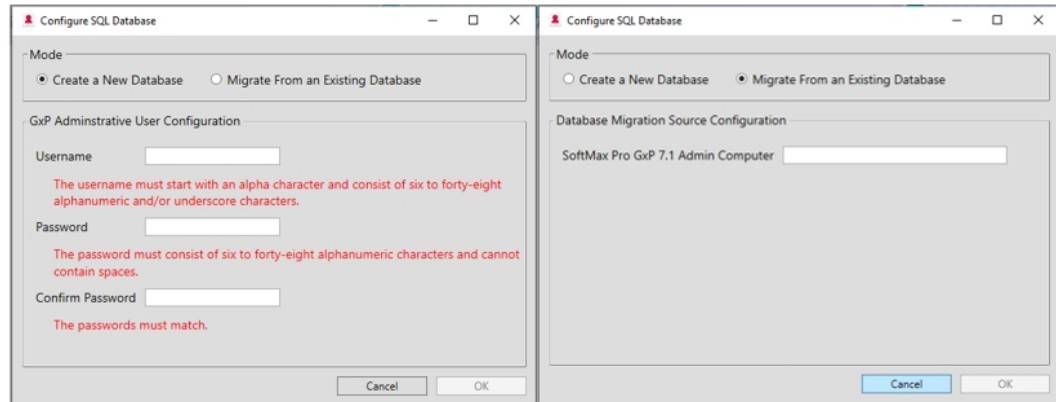 Configure SQL Database
Mode
Create a New Database
Migrate From an Existing Database
GxP Adminstrative User Configuration
Username
The username must start with an alpha character and consist of six to forty-eight
alphanumeric and/or underscore characters.
Password
The password must consist of six to forty-eight alphanumeric characters and cannot
contain spaces.
Confirm Password
The passwords must match.
Cancel
OK
Configure SQL Database
Mode
Create a New Database
Migrate From an Existing Database
Database Migration Source Configuration
SoftMax Pro GxP 7.1 Admin Computer
Cancel
OK